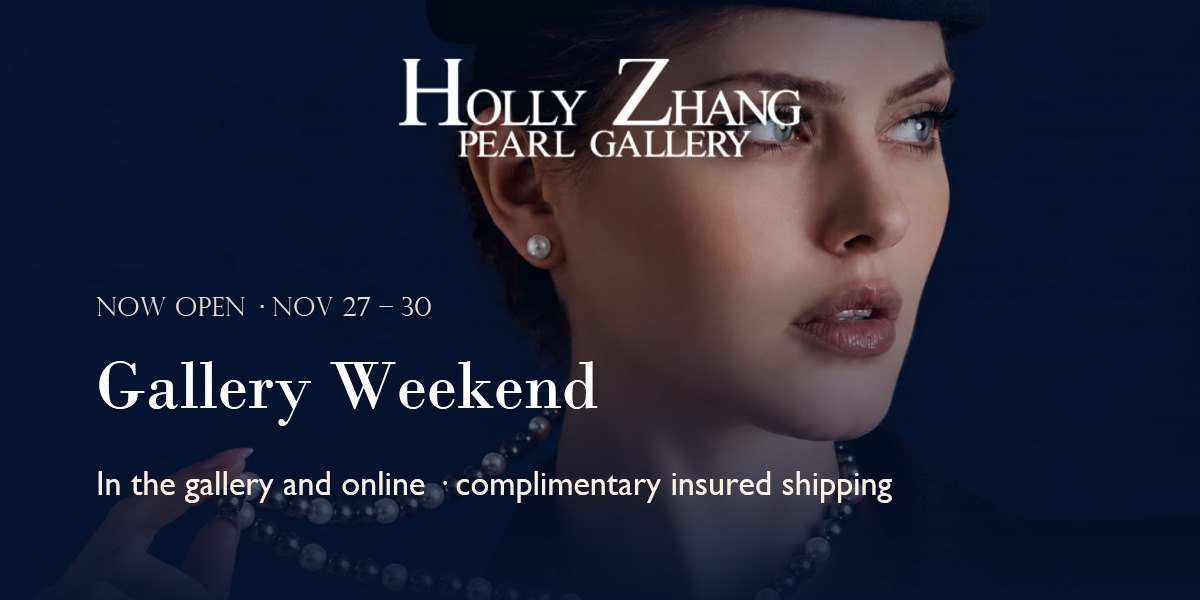 HOLLY ZHANG
PEARL GALLERY
NOW OPEN · NOV 27 – 30
Gallery Weekend
In the gallery and online · complimentary insured shipping